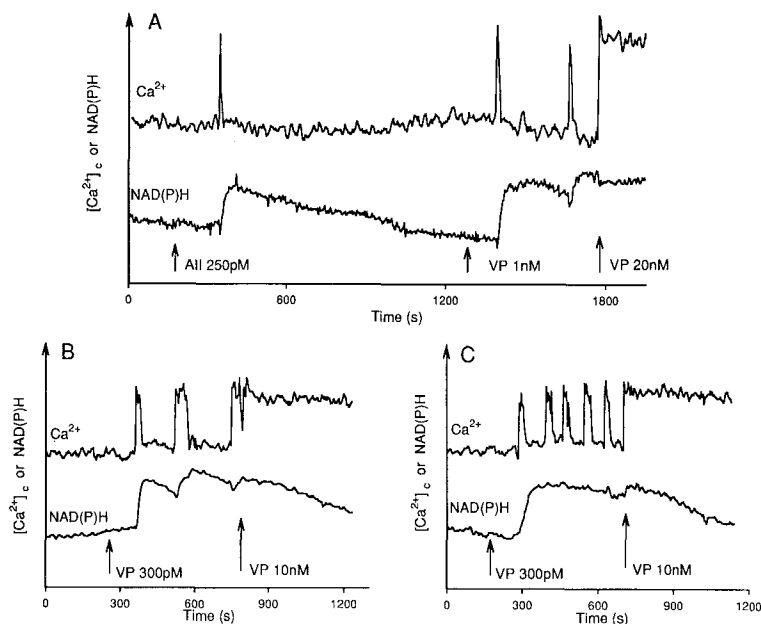 A
[Ca²⁺]c or NAD(P)H
Ca²⁺
NAD(P)H
AII 250pM
VP 1nM
VP 20nM
0 600 1200 1800
Time (s)
B
[Ca²⁺]c or NAD(P)H
Ca²⁺
NAD(P)H
VP 300pM
VP 10nM
0 300 600 900 1200
Time (s)
C
[Ca²⁺]c or NAD(P)H
Ca²⁺
NAD(P)H
VP 300pM
VP 10nM
0 300 600 900 1200
Time (s)